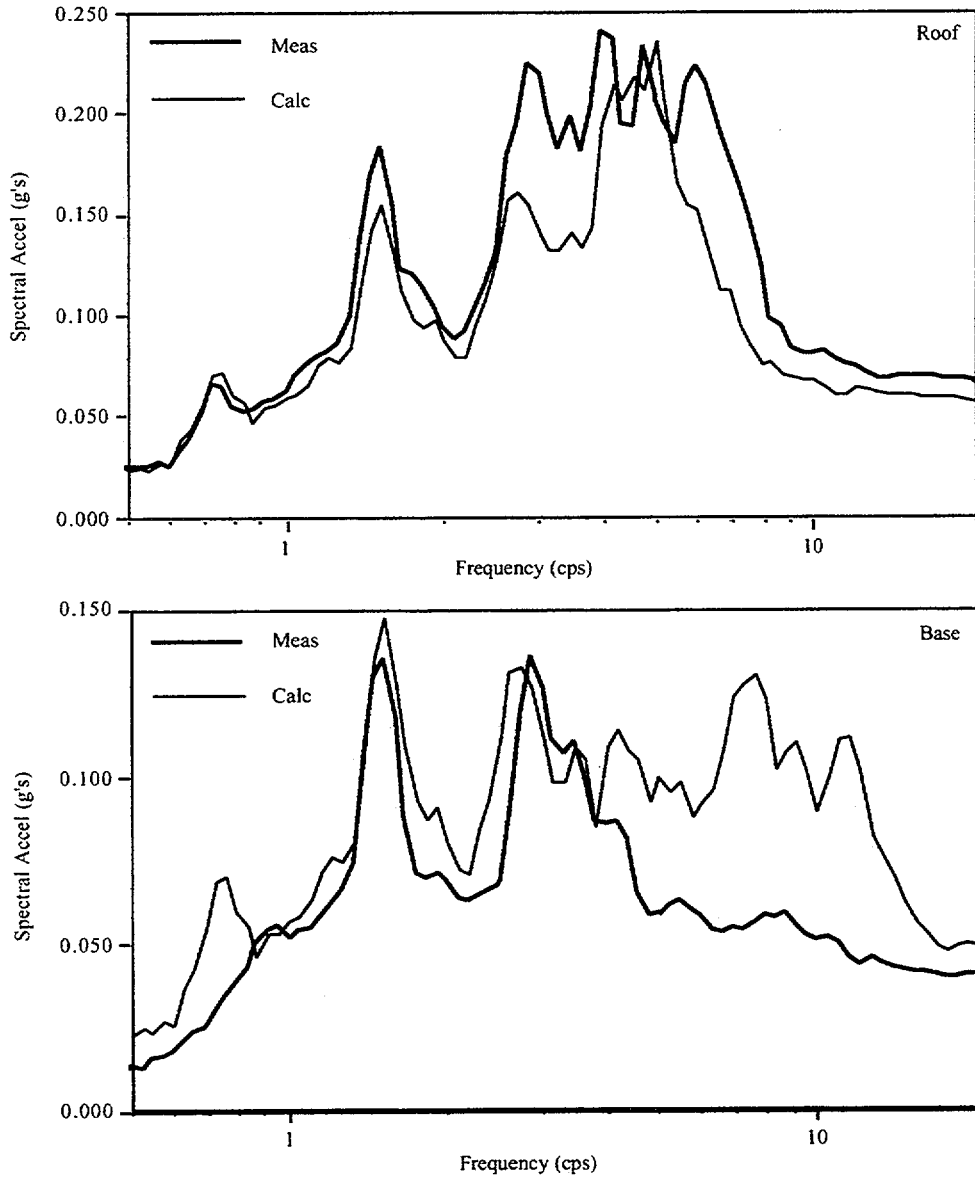 0.250
Meas
Roof
Calc
0.200
0.150
0.100
0.050
0.000
Spectral Accel (g's)
1
10
Frequency (cps)
0.150
Meas
Base
Calc
0.100
0.050
0.000
Spectral Accel (g's)
1
10
Frequency (cps)